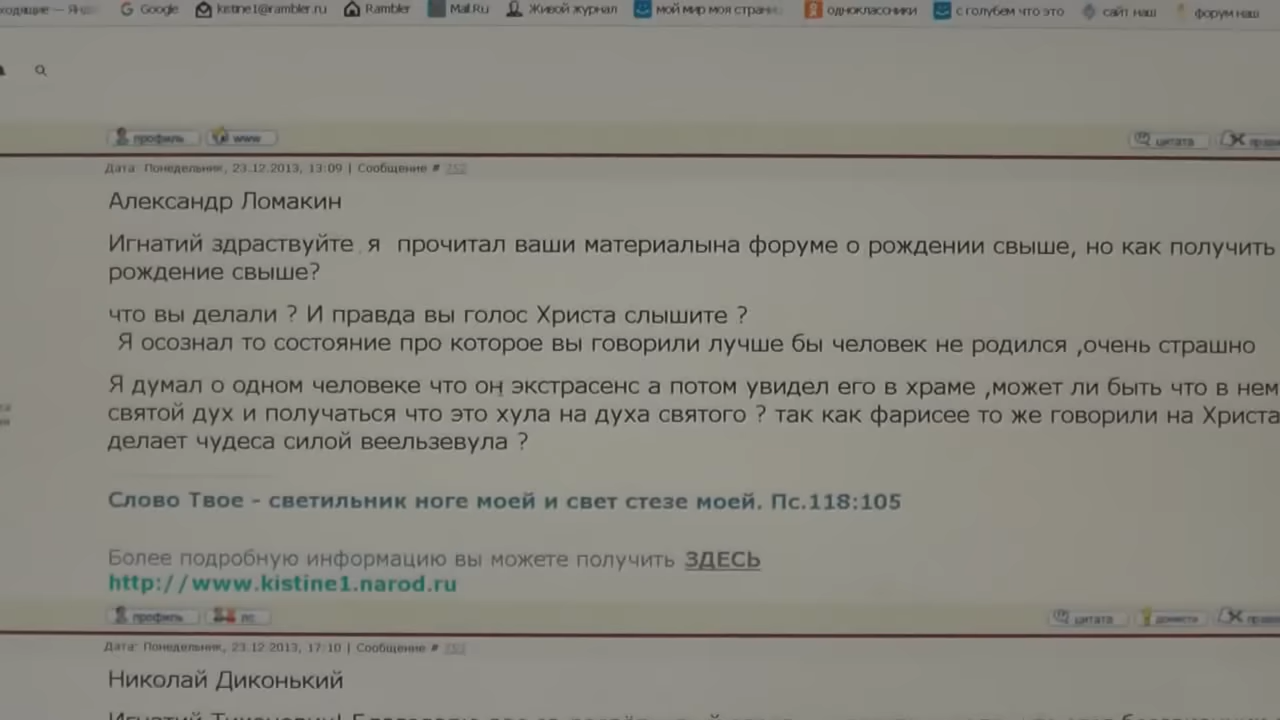 Google kistine1@rambler.ru Rambler Mail.Ru Живой журнал мой мир моя одноклассники с голубем что это сайт наш форум наш
профиль www цитата
Дата: Понедельник, 23.12.2013, 13:09 | Сообщение #
Александр Ломакин
Игнатий здраствуйте я прочитал ваши материалына форуме о рождении свыше, но как получить
рождение свыше?
что вы делали ? И правда вы голос Христа слышите ?
Я осознал то состояние про которое вы говорили лучше бы человек не родился ,очень страшно
Я думал о одном человеке что он экстрасенс а потом увидел его в храме ,может ли быть что в нем
святой дух и получаться что это хула на духа святого ? так как фарисее то же говорили на Христа
делает чудеса силой веельзевула ?
Слово Твое - светильник ноге моей и свет стезе моей. Пс.118:105
Более подробную информацию вы можете получить ЗДЕСЬ
http://www.kistine1.narod.ru
профиль лс цитата
Дата: Понедельник, 23.12.2013, 17:10 | Сообщение #
Николай Диконький